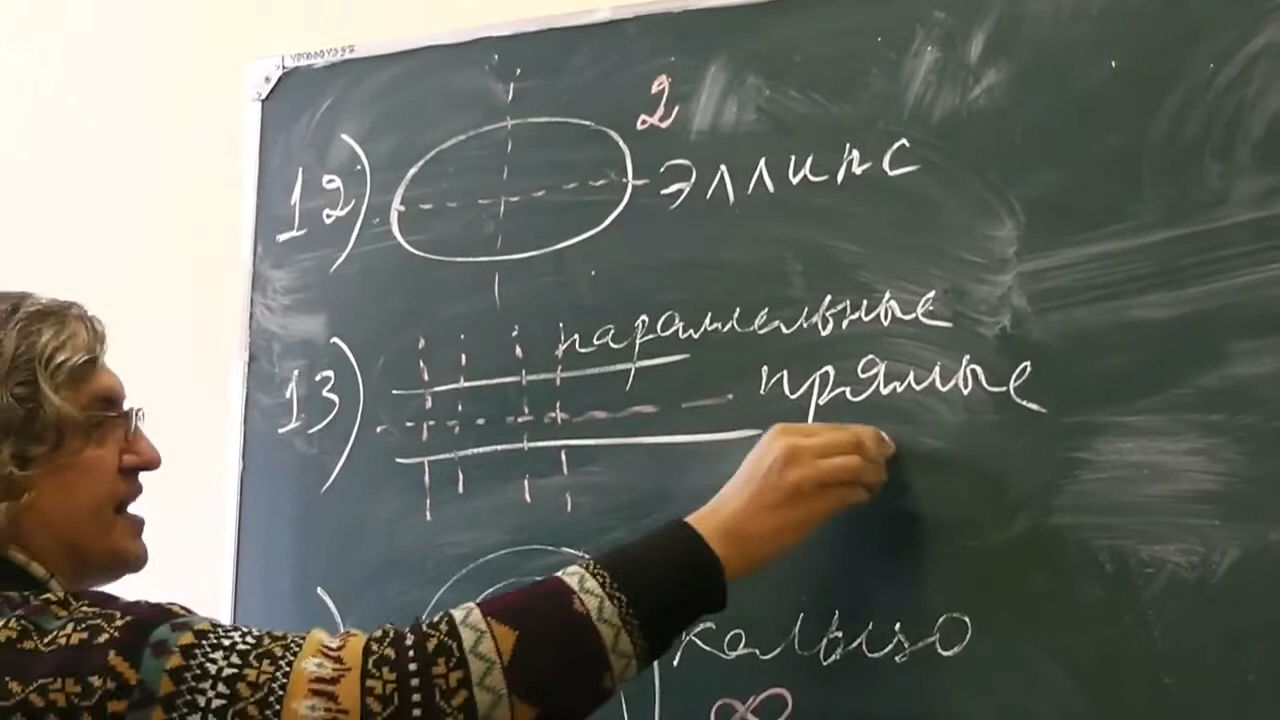 2
12) эллипс
параллельные
13) прямые
)
кольцо
∞